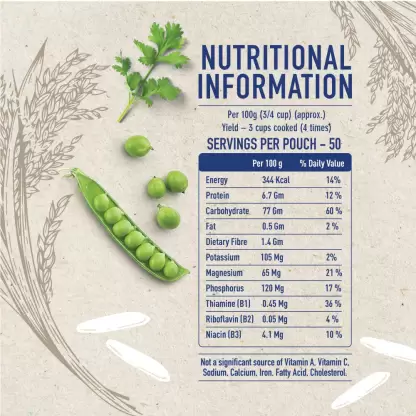 NUTRITIONAL
INFORMATION
Per 100g (3/4 cup) (approx.)
Yield – 3 cups cooked (4 times)
SERVINGS PER POUCH – 50
Per 100 g % Daily Value
Energy 344 Kcal 14%
Protein 6.7 Gm 12 %
Carbohydrate 77 Gm 60 %
Fat 0.5 Gm 2 %
Dietary Fibre 1.4 Gm
Potassium 105 Mg 2%
Magnesium 65 Mg 21 %
Phosphorus 120 Mg 17 %
Thiamine (B1) 0.45 Mg 36 %
Riboflavin (B2) 0.05 Mg 4 %
Niacin (B3) 4.1 Mg 10 %
Not a significant source of Vitamin A, Vitamin C,
Sodium, Calcium, Iron, Fatty Acid, Cholesterol.